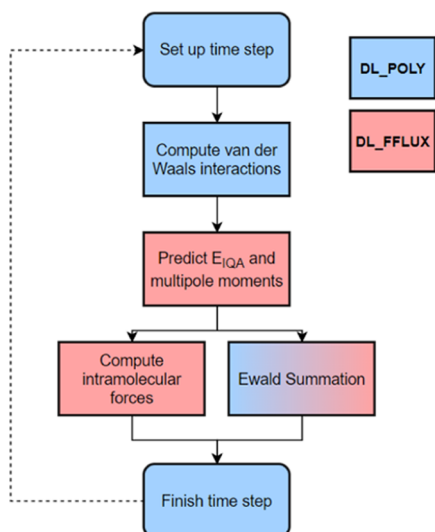 Set up time step
DL_POLY
DL_FFLUX
Compute van der
Waals interactions
Predict E_IQA and
multipole moments
Compute
intramolecular
forces
Ewald Summation
Finish time step